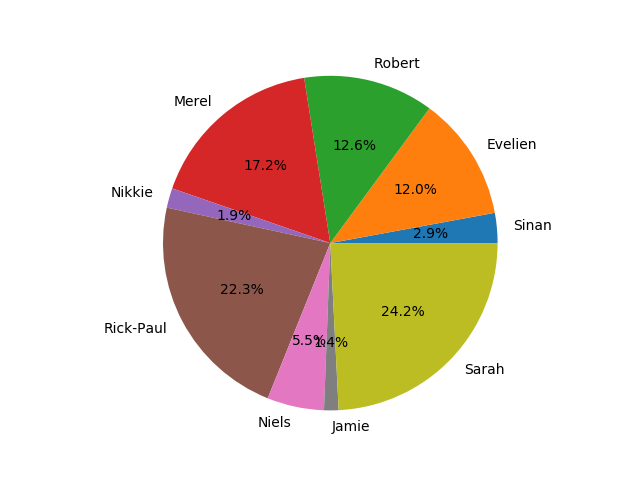 Robert
Merel
Evelien
12.6%
17.2%
12.0%
Nikkie
1.9%
Sinan
2.9%
22.3%
24.2%
Rick-Paul
5.5%
1.4%
Sarah
Niels
Jamie